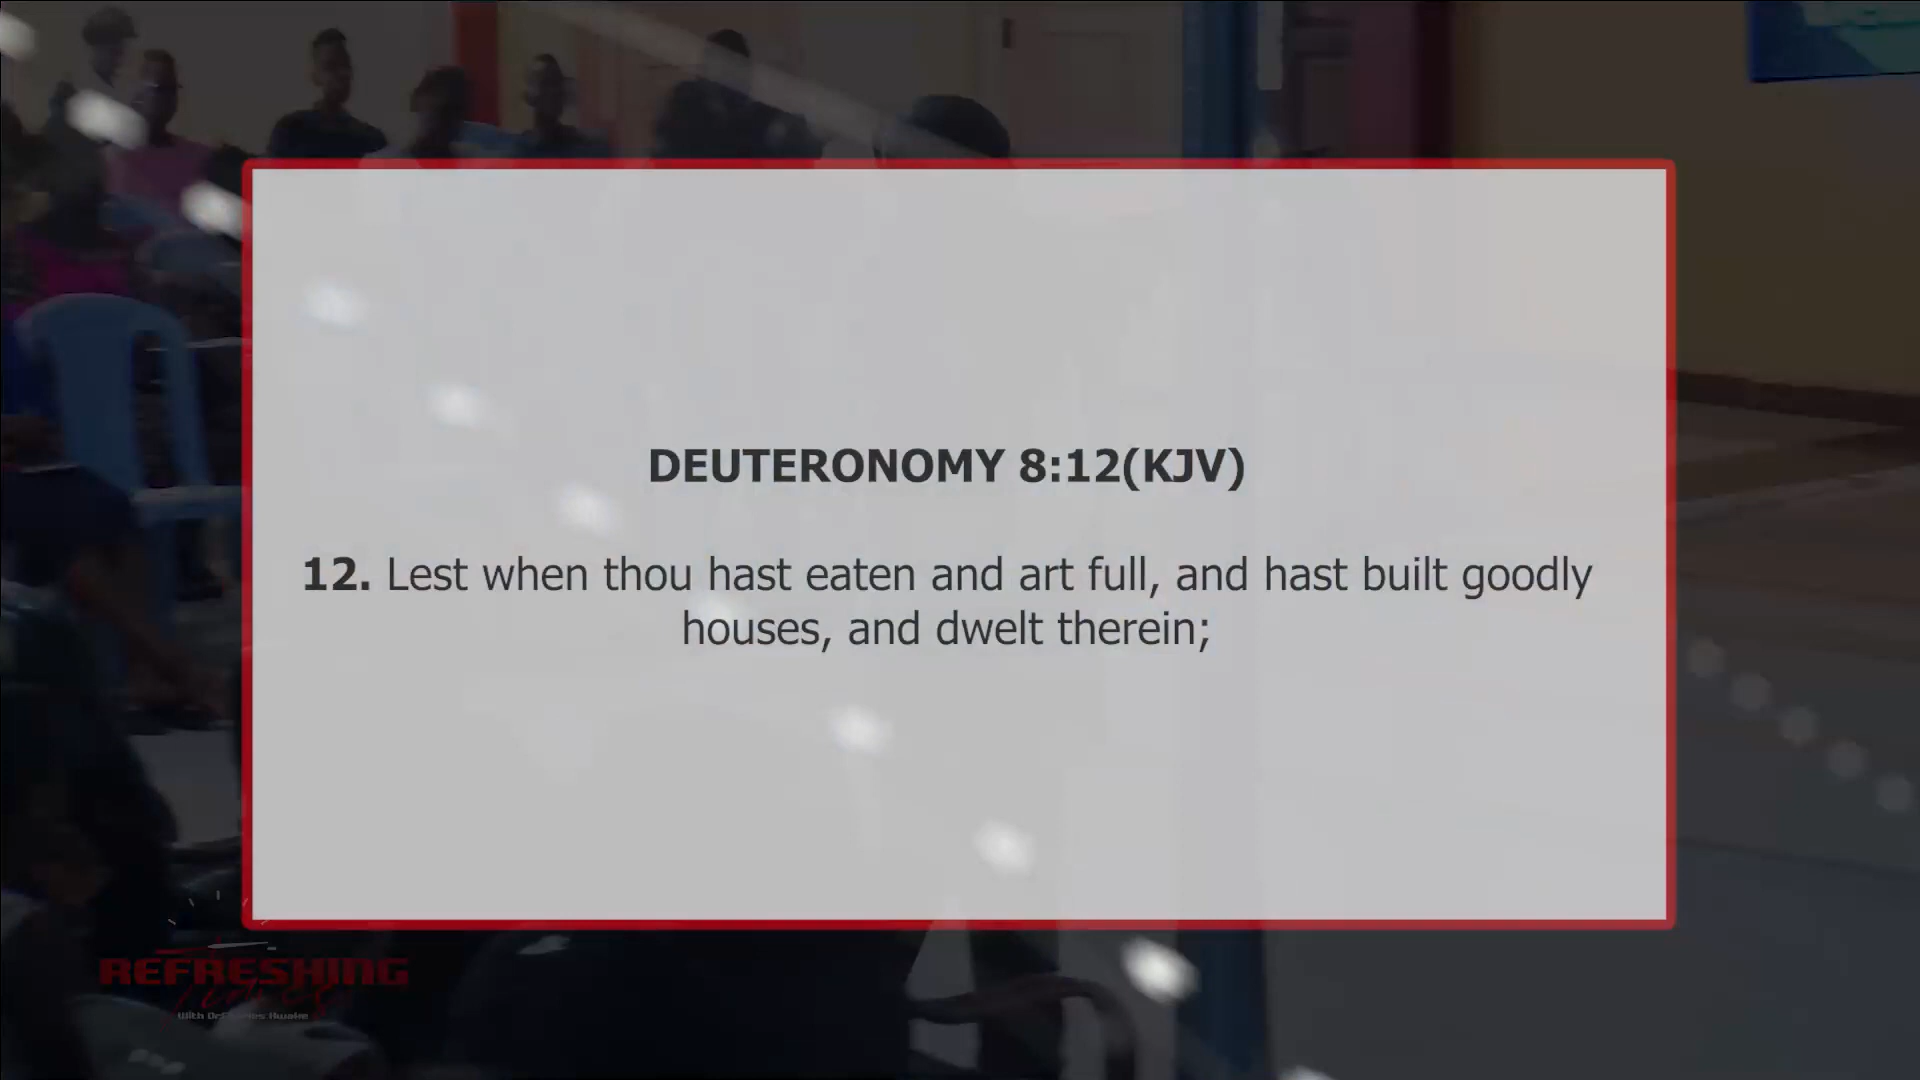 DEUTERONOMY 8:12(KJV)
12. Lest when thou hast eaten and art full, and hast built goodly
houses, and dwelt therein;
REFRESHING
Times